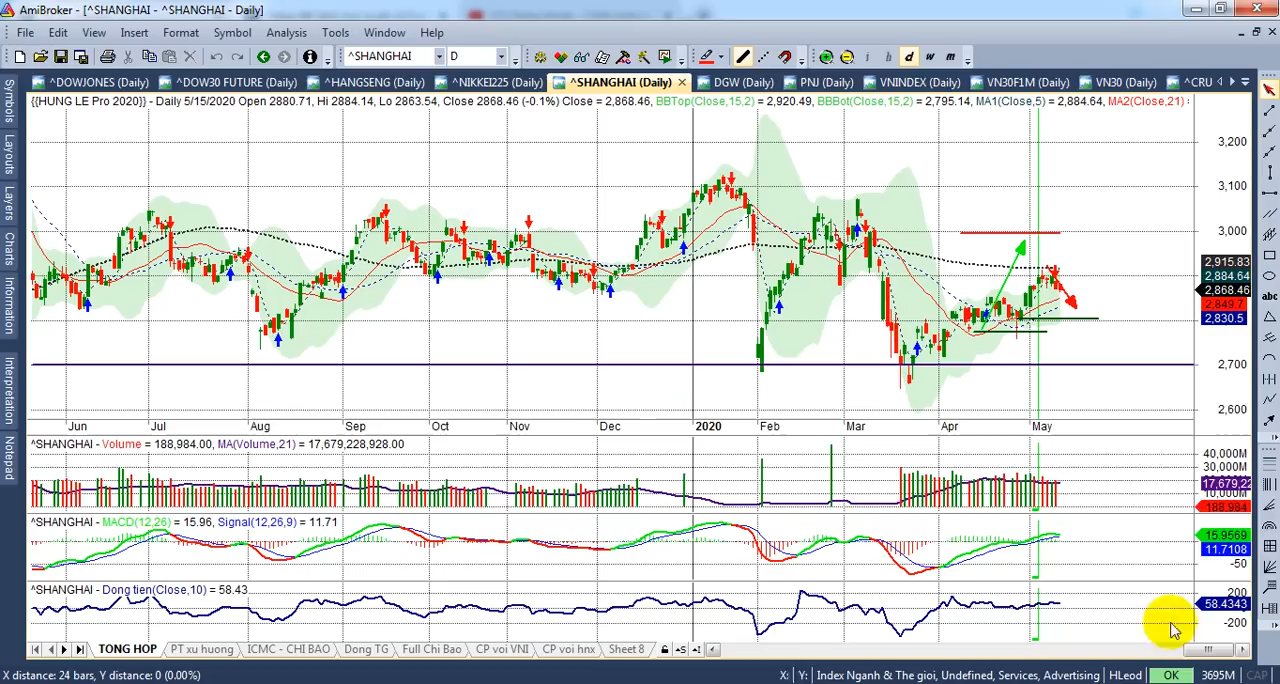 AmiBroker - [^SHANGHAI - ^SHANGHAI - Daily]
File Edit View Insert Format Symbol Analysis Tools Window Help
^SHANGHAI D i h d w m
^DOWJONES (Daily) ^DOW30 FUTURE (Daily) ^HANGSENG (Daily) ^NIKKEI225 (Daily) ^SHANGHAI (Daily) DGW (Daily) PNJ (Daily) VNINDEX (Daily) VN30F1M (Daily) VN30 (Daily) ^CRU
{{HUNG LE Pro 2020}} - Daily 5/15/2020 Open 2880.71, Hi 2884.14, Lo 2863.54, Close 2868.46 (-0.1%) Close = 2,868.46, BBTop(Close,15,2) = 2,920.49, BBBot(Close,15,2) = 2,795.14, MA1(Close,5) = 2,884.64, MA2(Close,21)
Symbols
Layouts
Layers
Charts
Information
Interpretation
Notepad
abc
3,200
3,100
3,000
2,915.83
2,884.64
2,868.46
2,849.7
2,830.5
2,700
2,600
Jun Jul Aug Sep Oct Nov Dec 2020 Feb Mar Apr May
^SHANGHAI - Volume = 188,984.00, MA(Volume,21) = 17,679,228,928.00
40,000M
30,000M
17,679,22
10,000M
188,984
^SHANGHAI - MACD(12,26) = 15.96, Signal(12,26,9) = 11.71
15.9569
11.7108
-50
^SHANGHAI - Dong tien(Close,10) = 58.43
200
58.4343
-200
TONG HOP PT xu huong ICMC - CHI BAO Dong TG Full Chi Bao CP voi VNI CP voi hnx Sheet 8
X distance: 24 bars, Y distance: 0 (0.00%) X: Y: Index Nganh & The gioi, Undefined, Services, Advertising HLeod OK 3695M CAP